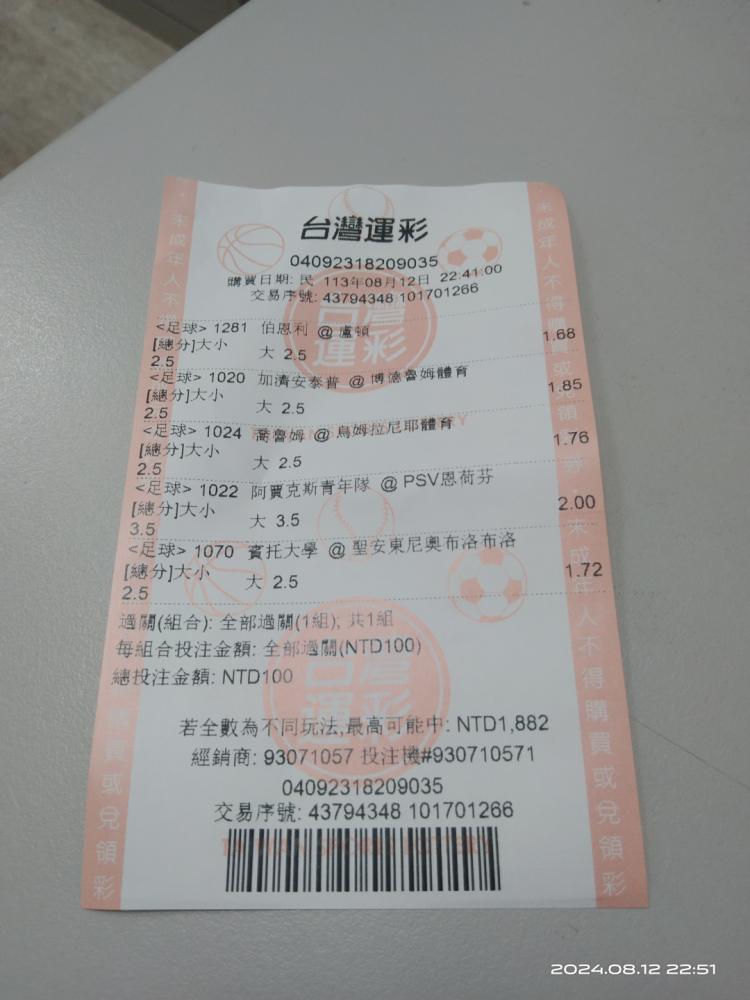 台灣運彩
04092318209035
購買日期: 民 113年08月12日 22:41:00
交易序號: 43794348 101701266
<足球> 1281 伯恩利 @ 盧頓
[總分]大小 大 2.5 1.68
2.5
<足球> 1020 加濟安泰普 @ 博德魯姆體育
[總分]大小 大 2.5 1.85
2.5
<足球> 1024 喬魯姆 @ 烏姆拉尼耶體育
[總分]大小 大 2.5 1.76
2.5
<足球> 1022 阿賈克斯青年隊 @ PSV恩荷芬
[總分]大小 大 3.5 2.00
3.5
<足球> 1070 賓托大學 @ 聖安東尼奧布洛布洛
[總分]大小 大 2.5 1.72
2.5
過關(組合): 全部過關(1組); 共1組
每組合投注金額: 全部過關(NTD100)
總投注金額: NTD100
若全數為不同玩法,最高可能中: NTD1,882
經銷商: 93071057 投注機#930710571
04092318209035
交易序號: 43794348 101701266
未成年人不得購買或兌領彩券
未成年人不得購買或兌領彩
台灣運彩
台灣運彩
2024.08.12 22:51